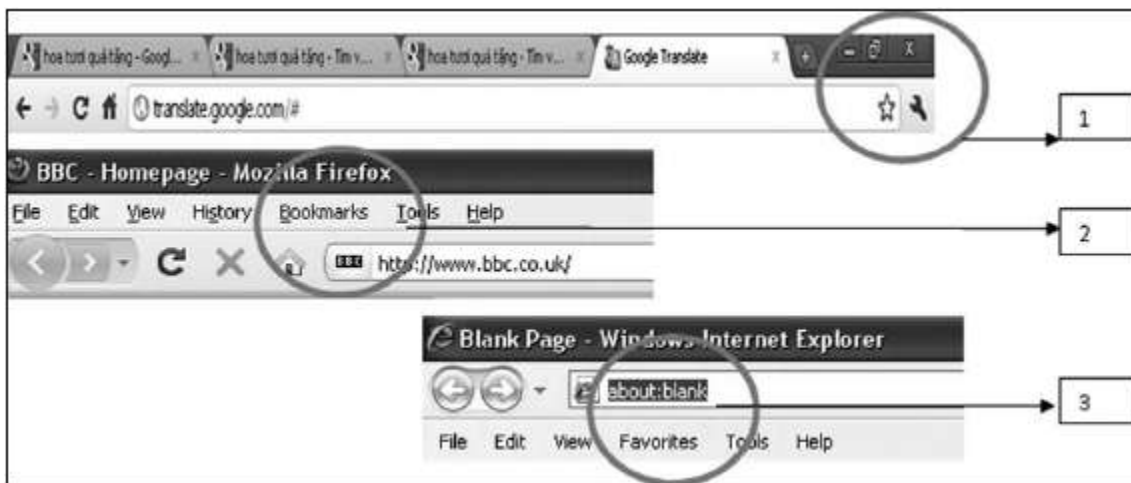 hoa tươi quà tặng - Googl...
hoa tươi quà tặng - Tìm v...
hoa tươi quà tặng - Tìm v...
Google Translate
translate.google.com/#
1
BBC - Homepage - Mozilla Firefox
File Edit View History Bookmarks Tools Help
BBC http://www.bbc.co.uk/
2
Blank Page - Windows Internet Explorer
about:blank
3
File Edit View Favorites Tools Help